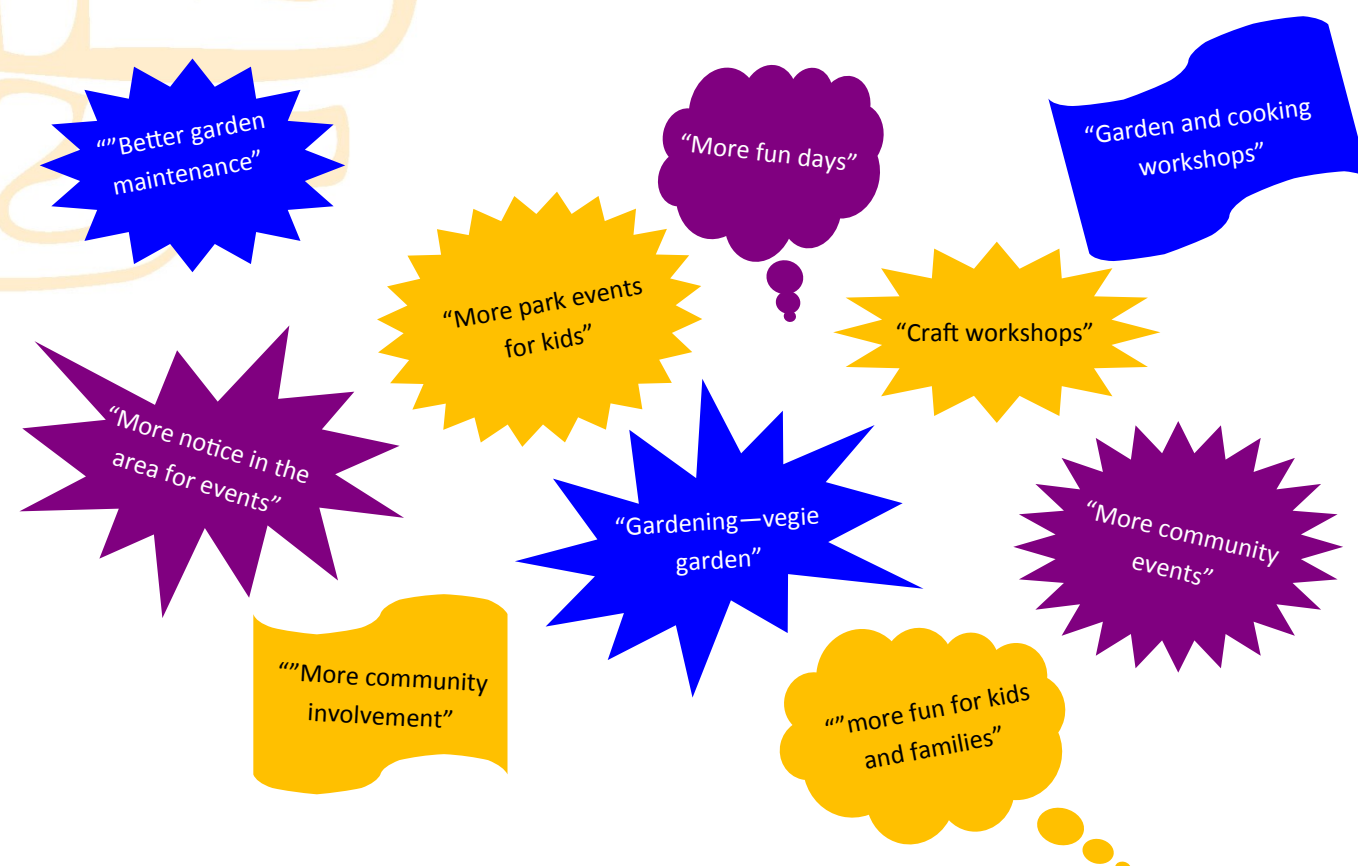 “”Better garden
maintenance”
“More fun days”
“Garden and cooking
workshops”
“More park events
for kids”
“Craft workshops”
“More notice in the
area for events”
“Gardening—vegie
garden”
“More community
events”
“”More community
involvement”
“”more fun for kids
and families”